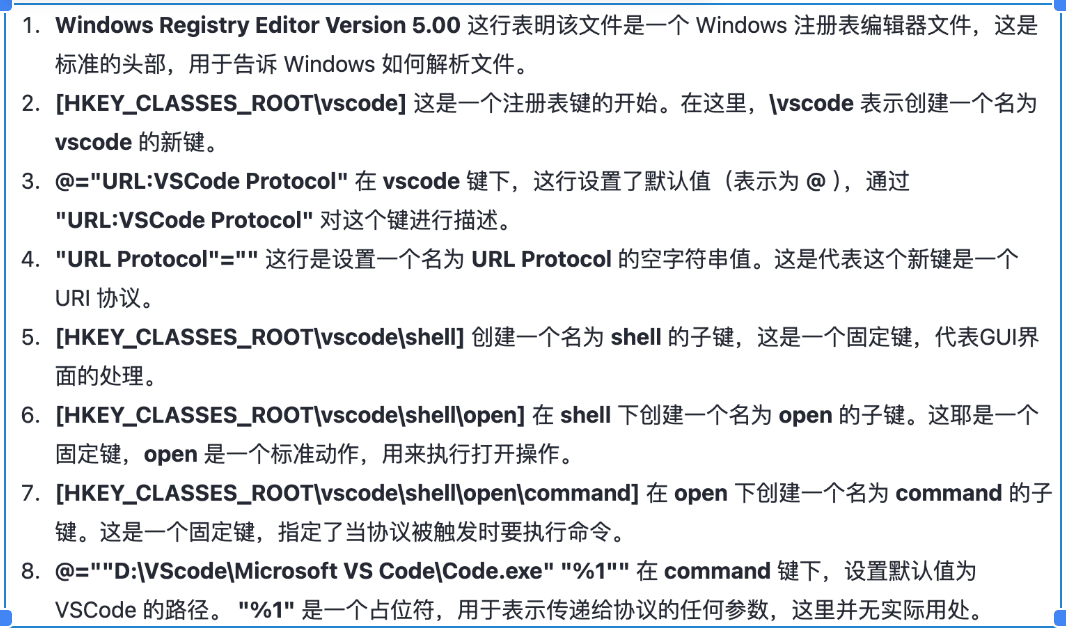 1. Windows Registry Editor Version 5.00 这行表明该文件是一个 Windows 注册表编辑器文件，这是
标准的头部，用于告诉 Windows 如何解析文件。
2. [HKEY_CLASSES_ROOT\vscode] 这是一个注册表键的开始。在这里，\vscode 表示创建一个名为
vscode 的新键。
3. @="URL:VSCode Protocol" 在 vscode 键下，这行设置了默认值（表示为 @ ），通过
"URL:VSCode Protocol" 对这个键进行描述。
4. "URL Protocol"="" 这行是设置一个名为 URL Protocol 的空字符串值。这是代表这个新键是一个
URI 协议。
5. [HKEY_CLASSES_ROOT\vscode\shell] 创建一个名为 shell 的子键，这是一个固定键，代表GUI界
面的处理。
6. [HKEY_CLASSES_ROOT\vscode\shell\open] 在 shell 下创建一个名为 open 的子键。这耶是一个
固定键，open 是一个标准动作，用来执行打开操作。
7. [HKEY_CLASSES_ROOT\vscode\shell\open\command] 在 open 下创建一个名为 command 的子
键。这是一个固定键，指定了当协议被触发时要执行命令。
8. @=""D:\VScode\Microsoft VS Code\Code.exe" "%1"" 在 command 键下，设置默认值为
VSCode 的路径。 "%1" 是一个占位符，用于表示传递给协议的任何参数，这里并无实际用处。